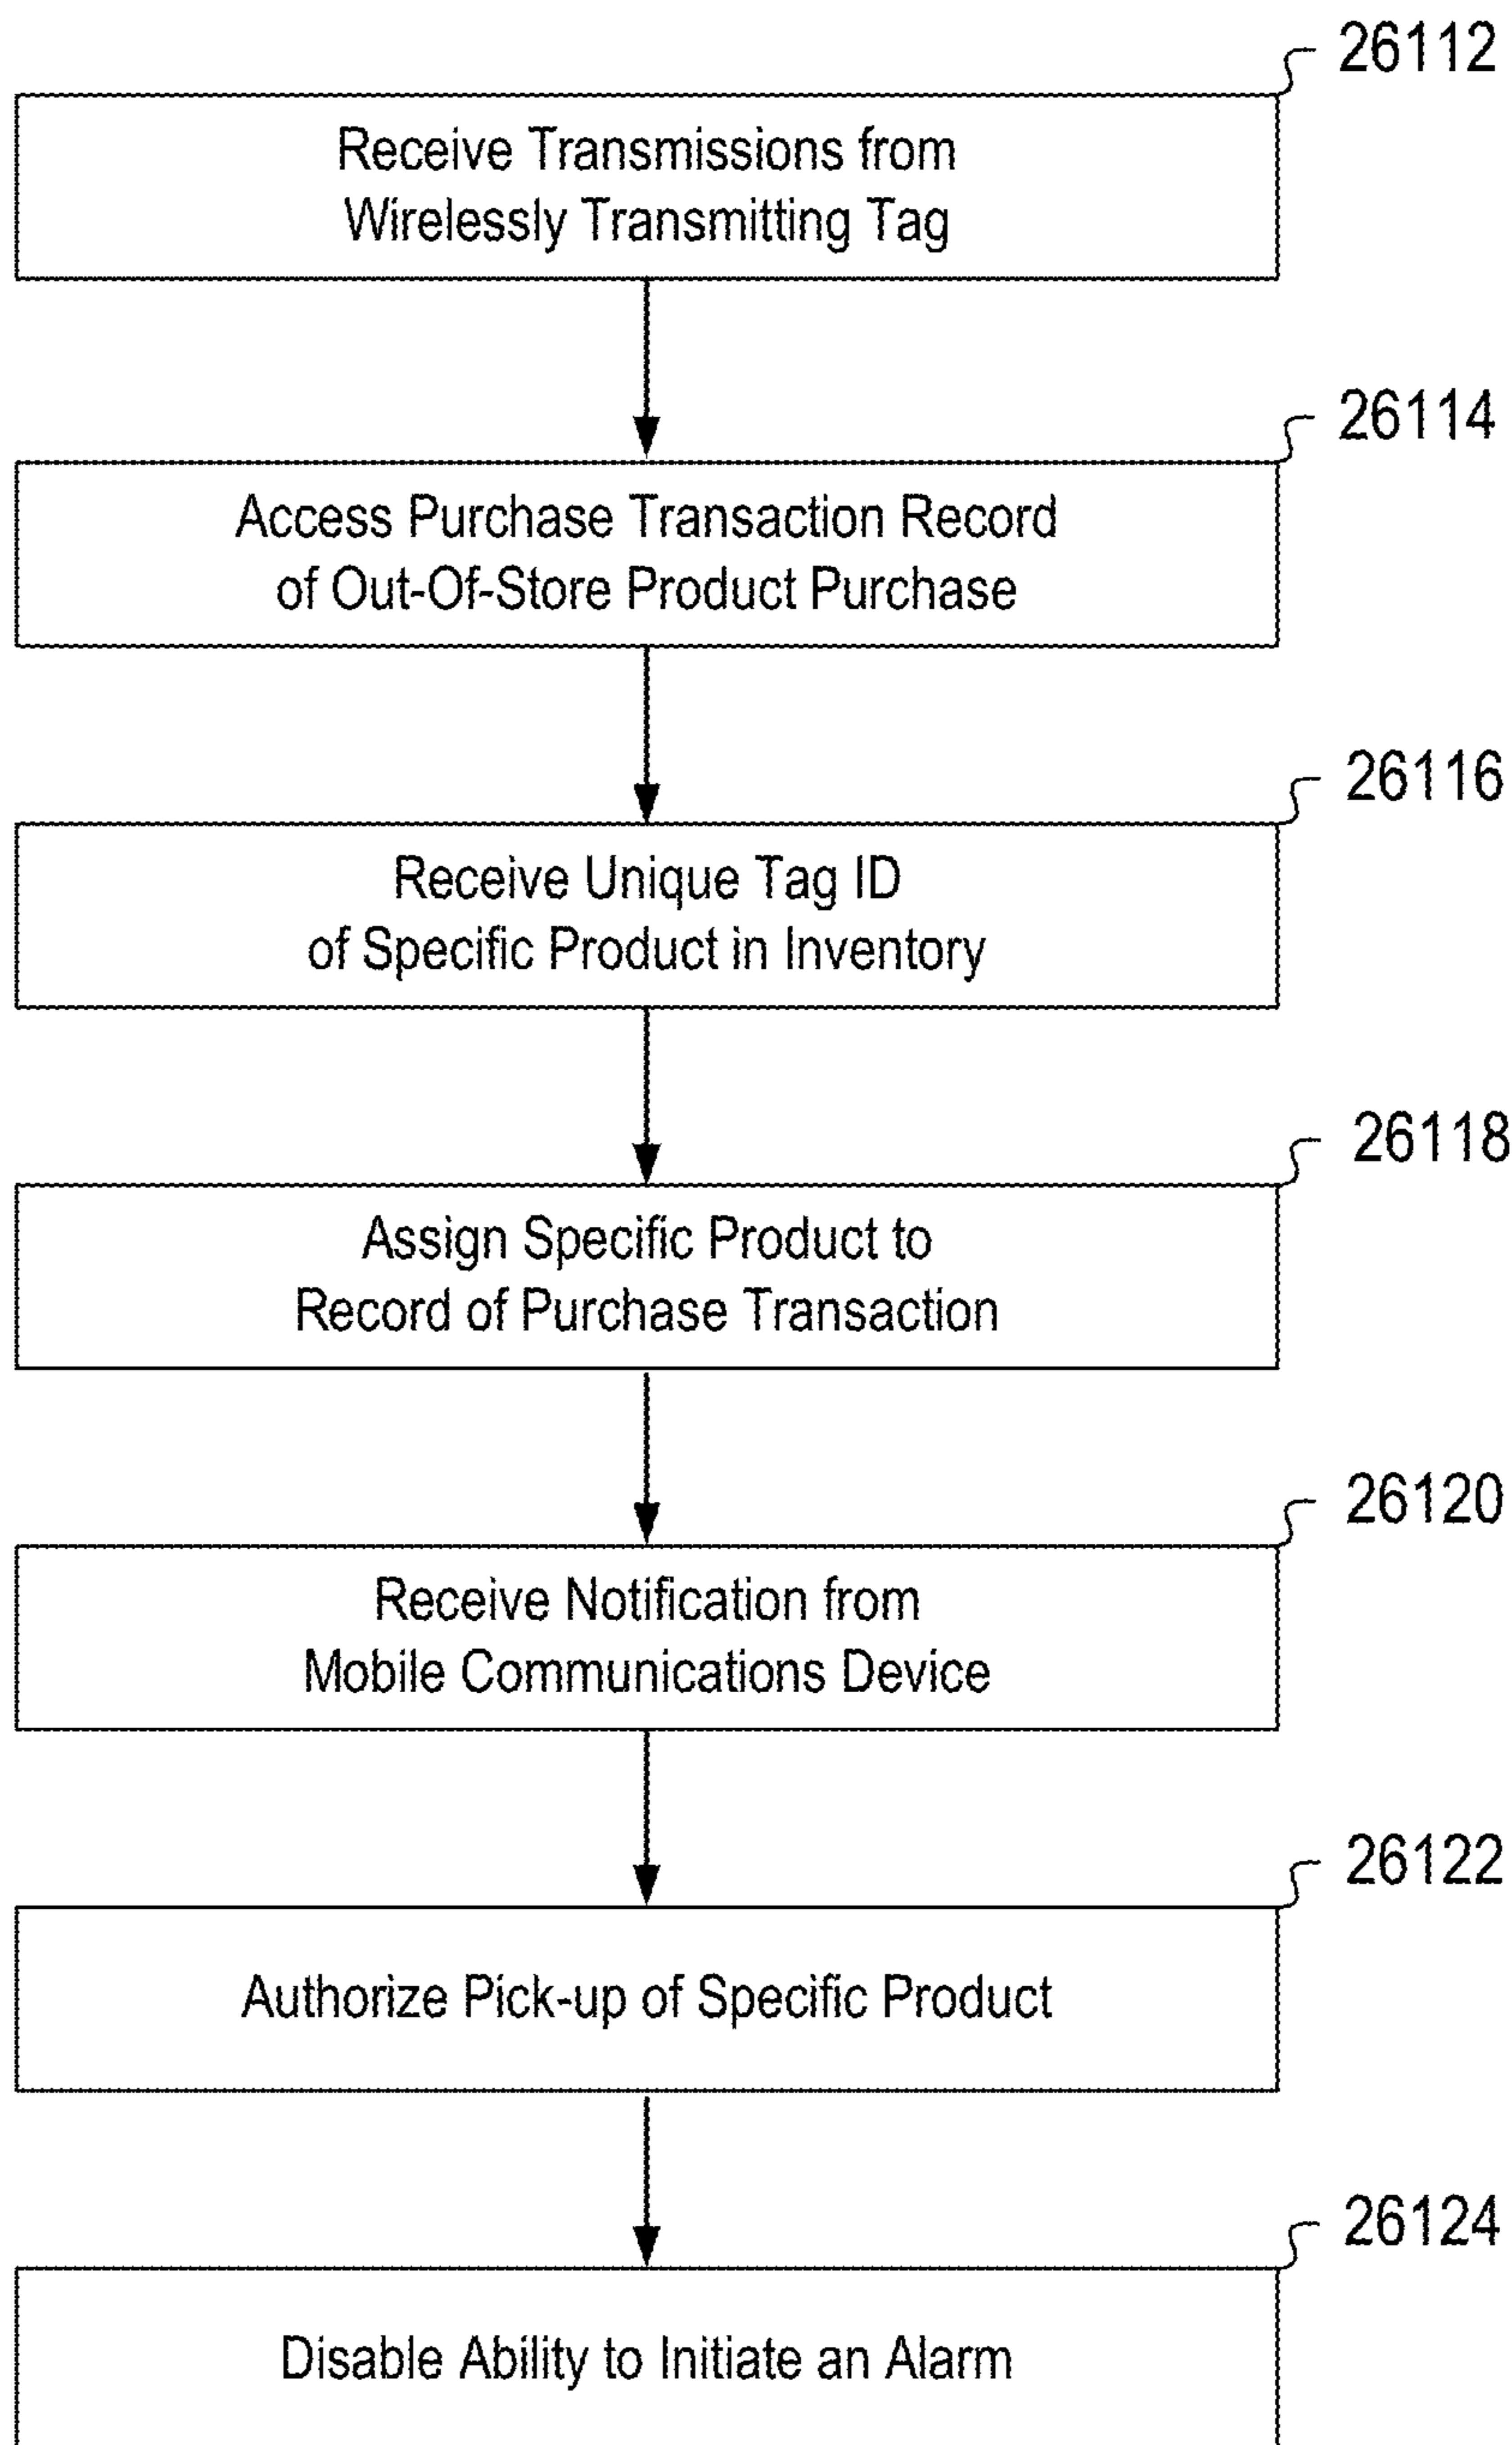 26112
Receive Transmissions from
Wirelessly Transmitting Tag
26114
Access Purchase Transaction Record
of Out-Of-Store Product Purchase
26116
Receive Unique Tag ID
of Specific Product in Inventory
26118
Assign Specific Product to
Record of Purchase Transaction
26120
Receive Notification from
Mobile Communications Device
26122
Authorize Pick-up of Specific Product
26124
Disable Ability to Initiate an Alarm